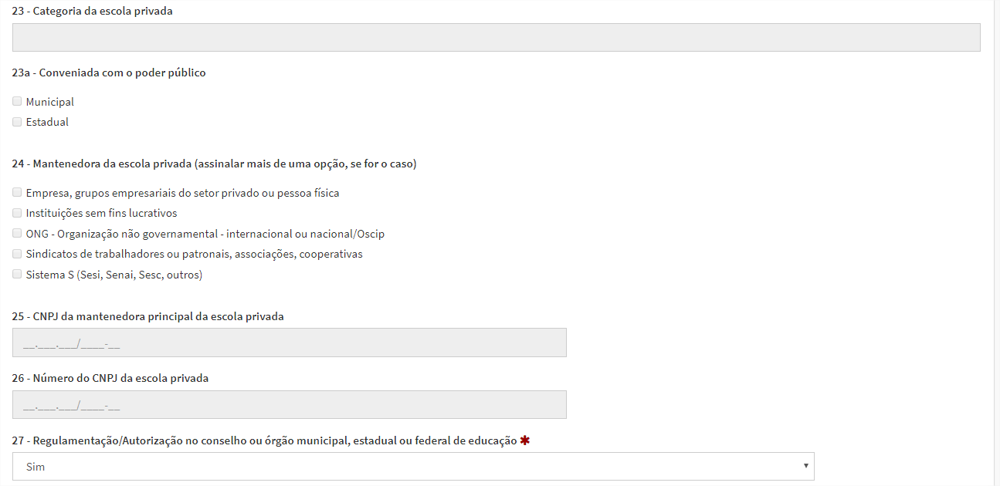 23 - Categoria da escola privada
23a - Conveniada com o poder público
Municipal
Estadual
24 - Mantenedora da escola privada (assinalar mais de uma opção, se for o caso)
Empresa, grupos empresariais do setor privado ou pessoa física
Instituições sem fins lucrativos
ONG - Organização não governamental - internacional ou nacional/Oscip
Sindicatos de trabalhadores ou patronais, associações, cooperativas
Sistema S (Sesi, Senai, Sesc, outros)
25 - CNPJ da mantenedora principal da escola privada
__.___.___/____-__
26 - Número do CNPJ da escola privada
__.___.___/____-__
27 - Regulamentação/Autorização no conselho ou órgão municipal, estadual ou federal de educação ✱
Sim